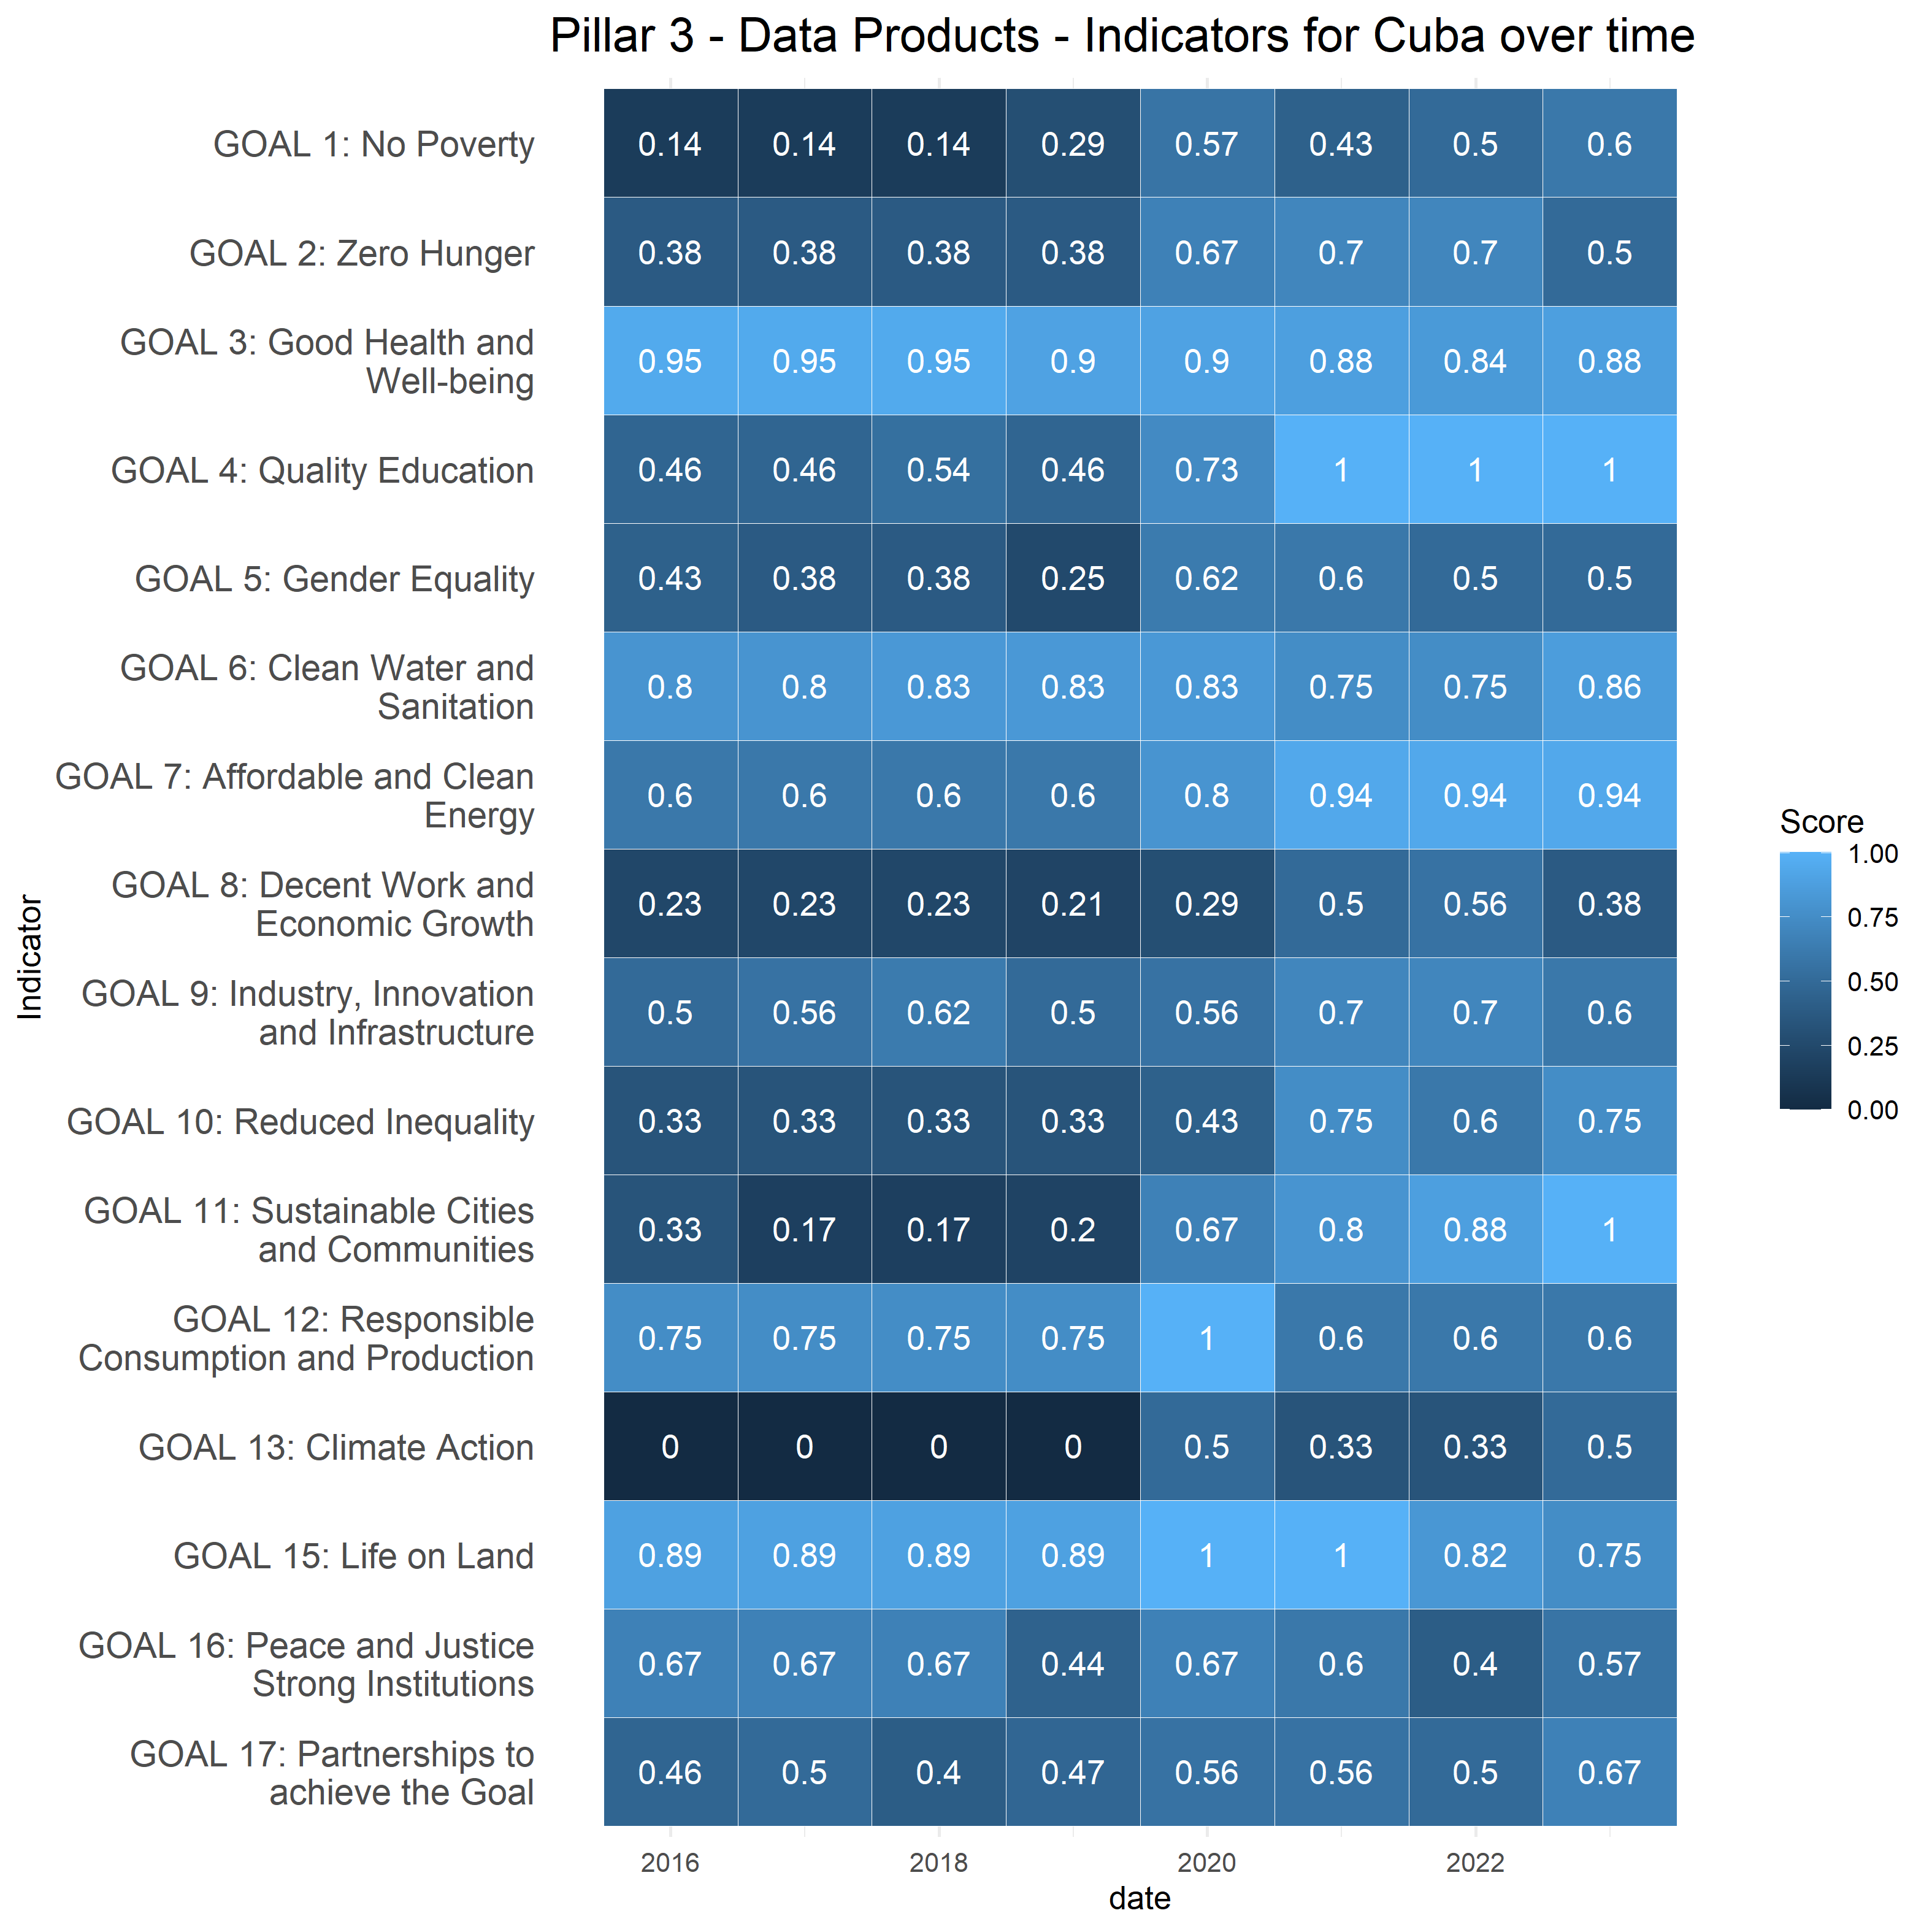 Pillar 3 - Data Products - Indicators for Cuba over time
Indicator
GOAL 1: No Poverty
0.14 0.14 0.14 0.29 0.57 0.43 0.5 0.6
GOAL 2: Zero Hunger
0.38 0.38 0.38 0.38 0.67 0.7 0.7 0.5
GOAL 3: Good Health and
Well-being
0.95 0.95 0.95 0.9 0.9 0.88 0.84 0.88
GOAL 4: Quality Education
0.46 0.46 0.54 0.46 0.73 1 1 1
GOAL 5: Gender Equality
0.43 0.38 0.38 0.25 0.62 0.6 0.5 0.5
GOAL 6: Clean Water and
Sanitation
0.8 0.8 0.83 0.83 0.83 0.75 0.75 0.86
GOAL 7: Affordable and Clean
Energy
0.6 0.6 0.6 0.6 0.8 0.94 0.94 0.94
GOAL 8: Decent Work and
Economic Growth
0.23 0.23 0.23 0.21 0.29 0.5 0.56 0.38
GOAL 9: Industry, Innovation
and Infrastructure
0.5 0.56 0.62 0.5 0.56 0.7 0.7 0.6
GOAL 10: Reduced Inequality
0.33 0.33 0.33 0.33 0.43 0.75 0.6 0.75
GOAL 11: Sustainable Cities
and Communities
0.33 0.17 0.17 0.2 0.67 0.8 0.88 1
GOAL 12: Responsible
Consumption and Production
0.75 0.75 0.75 0.75 1 0.6 0.6 0.6
GOAL 13: Climate Action
0 0 0 0 0.5 0.33 0.33 0.5
GOAL 15: Life on Land
0.89 0.89 0.89 0.89 1 1 0.82 0.75
GOAL 16: Peace and Justice
Strong Institutions
0.67 0.67 0.67 0.44 0.67 0.6 0.4 0.57
GOAL 17: Partnerships to
achieve the Goal
0.46 0.5 0.4 0.47 0.56 0.56 0.5 0.67
2016 2018 2020 2022
date
Score
1.00
0.75
0.50
0.25
0.00